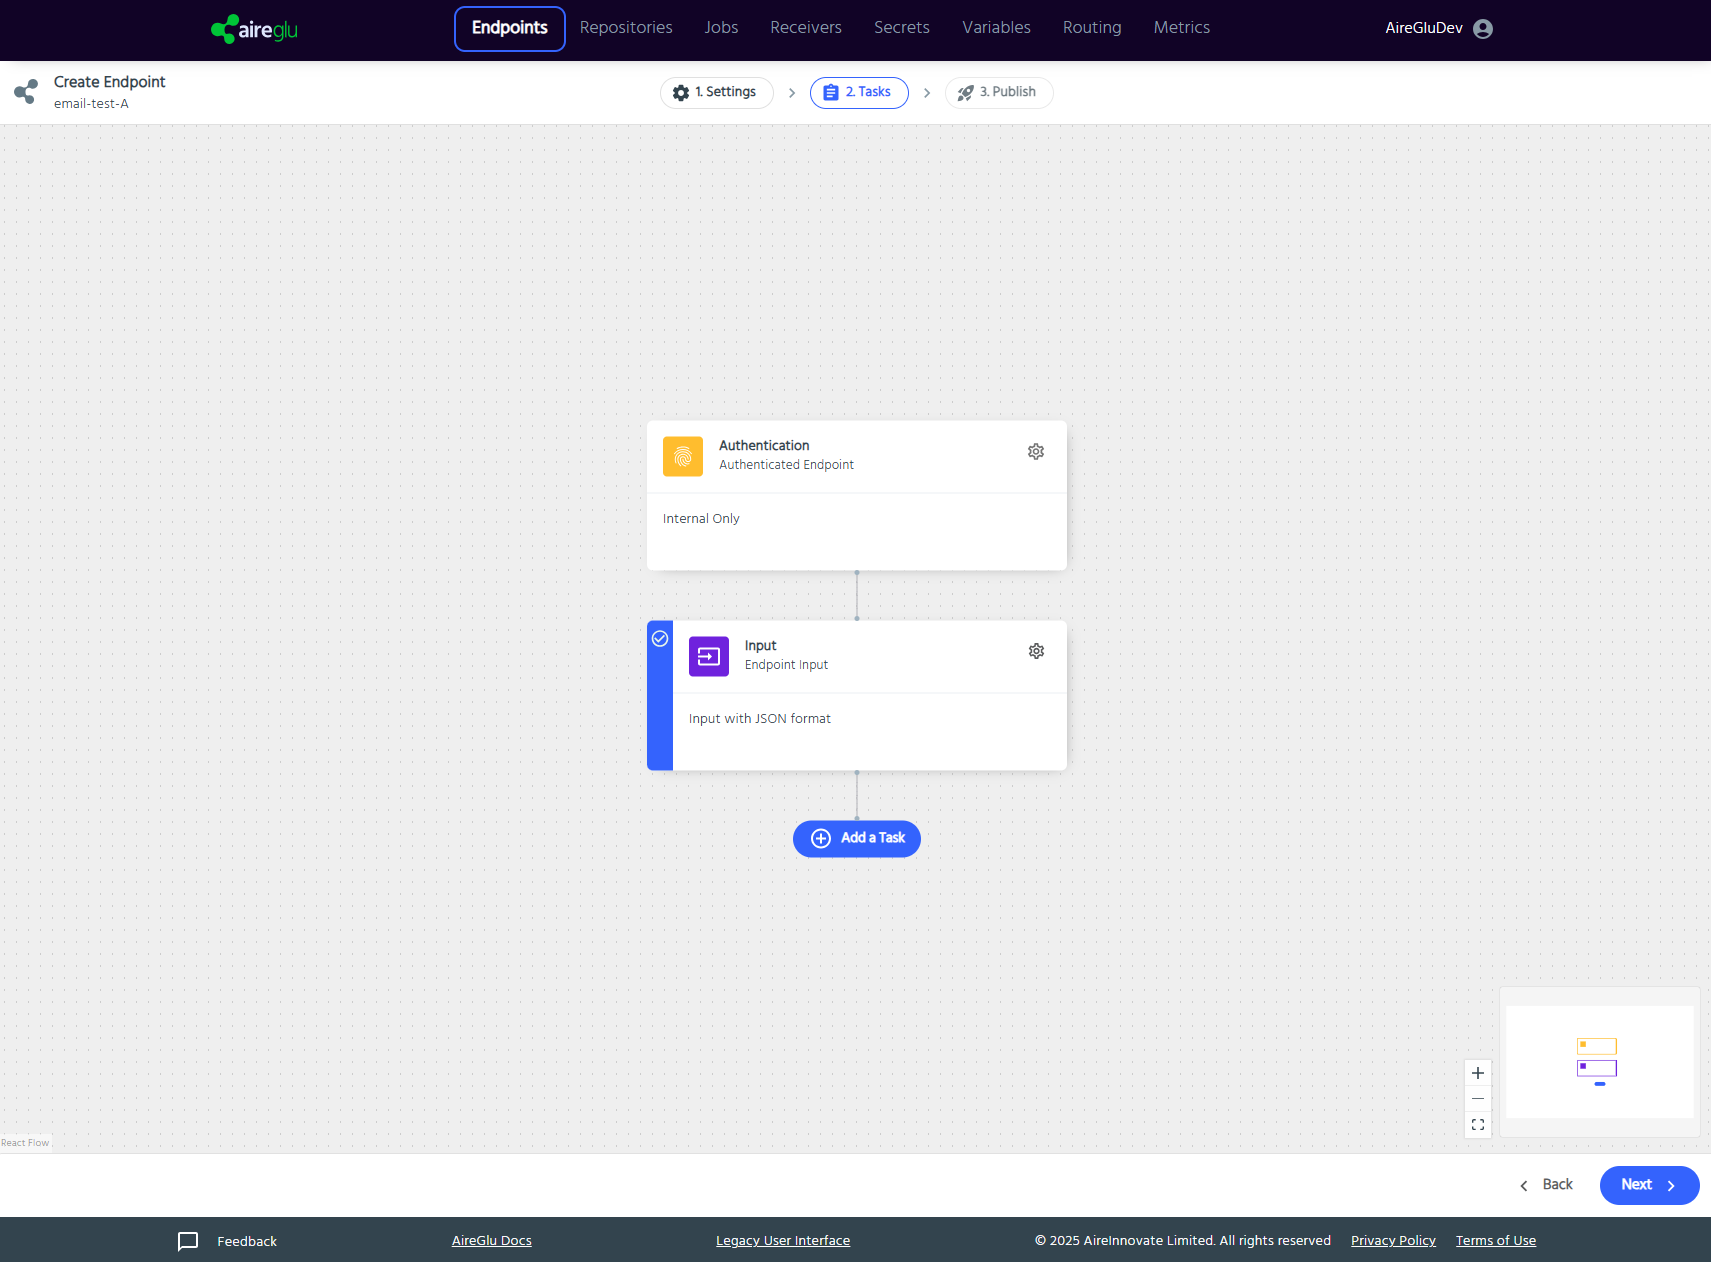 aireglu
Endpoints
Repositories
Jobs
Receivers
Secrets
Variables
Routing
Metrics
AireGluDev
Create Endpoint
email-test-A
1. Settings
2. Tasks
3. Publish
Authentication
Authenticated Endpoint
Internal Only
Input
Endpoint Input
Input with JSON format
Add a Task
React Flow
Back
Next
Feedback
AireGlu Docs
Legacy User Interface
© 2025 AireInnovate Limited. All rights reserved
Privacy Policy
Terms of Use